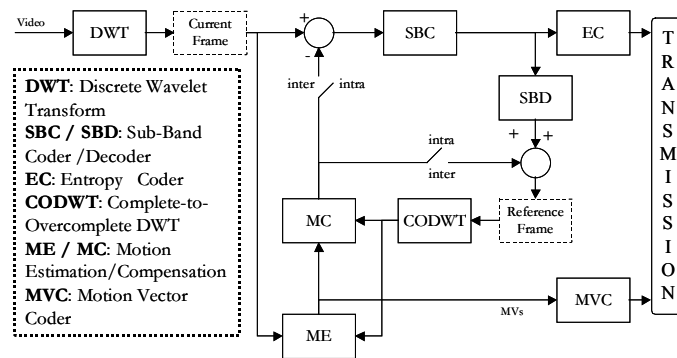 Video
DWT
Current
Frame
+
-
SBC
EC
TRANSMISSION
inter
intra
SBD
+
+
intra
inter
MC
CODWT
Reference
Frame
ME
MVs
MVC
DWT: Discrete Wavelet
Transform
SBC / SBD: Sub-Band
Coder /Decoder
EC: Entropy Coder
CODWT: Complete-to-
Overcomplete DWT
ME / MC: Motion
Estimation/Compensation
MVC: Motion Vector
Coder